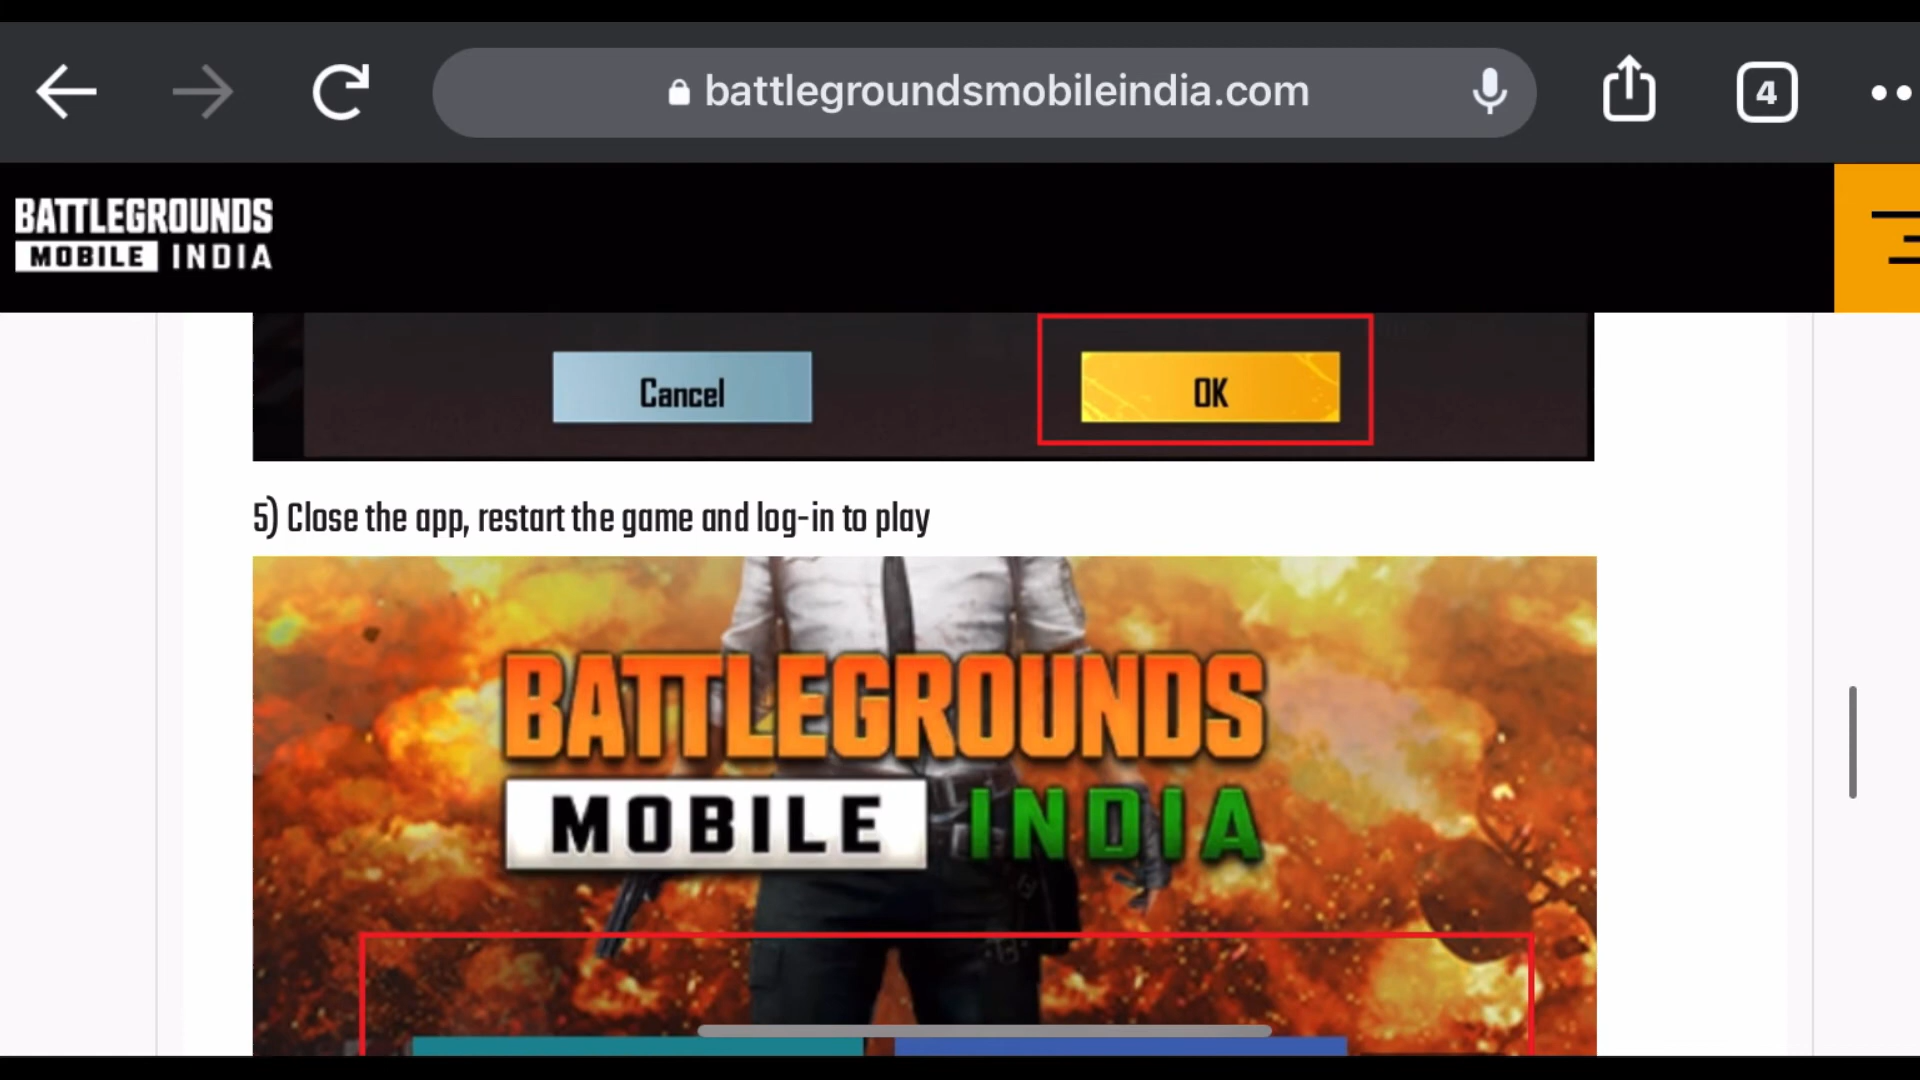 battlegroundsmobileindia.com
4
BATTLEGROUNDS
MOBILE INDIA
Cancel
OK
5) Close the app, restart the game and log-in to play
BATTLEGROUNDS
MOBILE INDIA